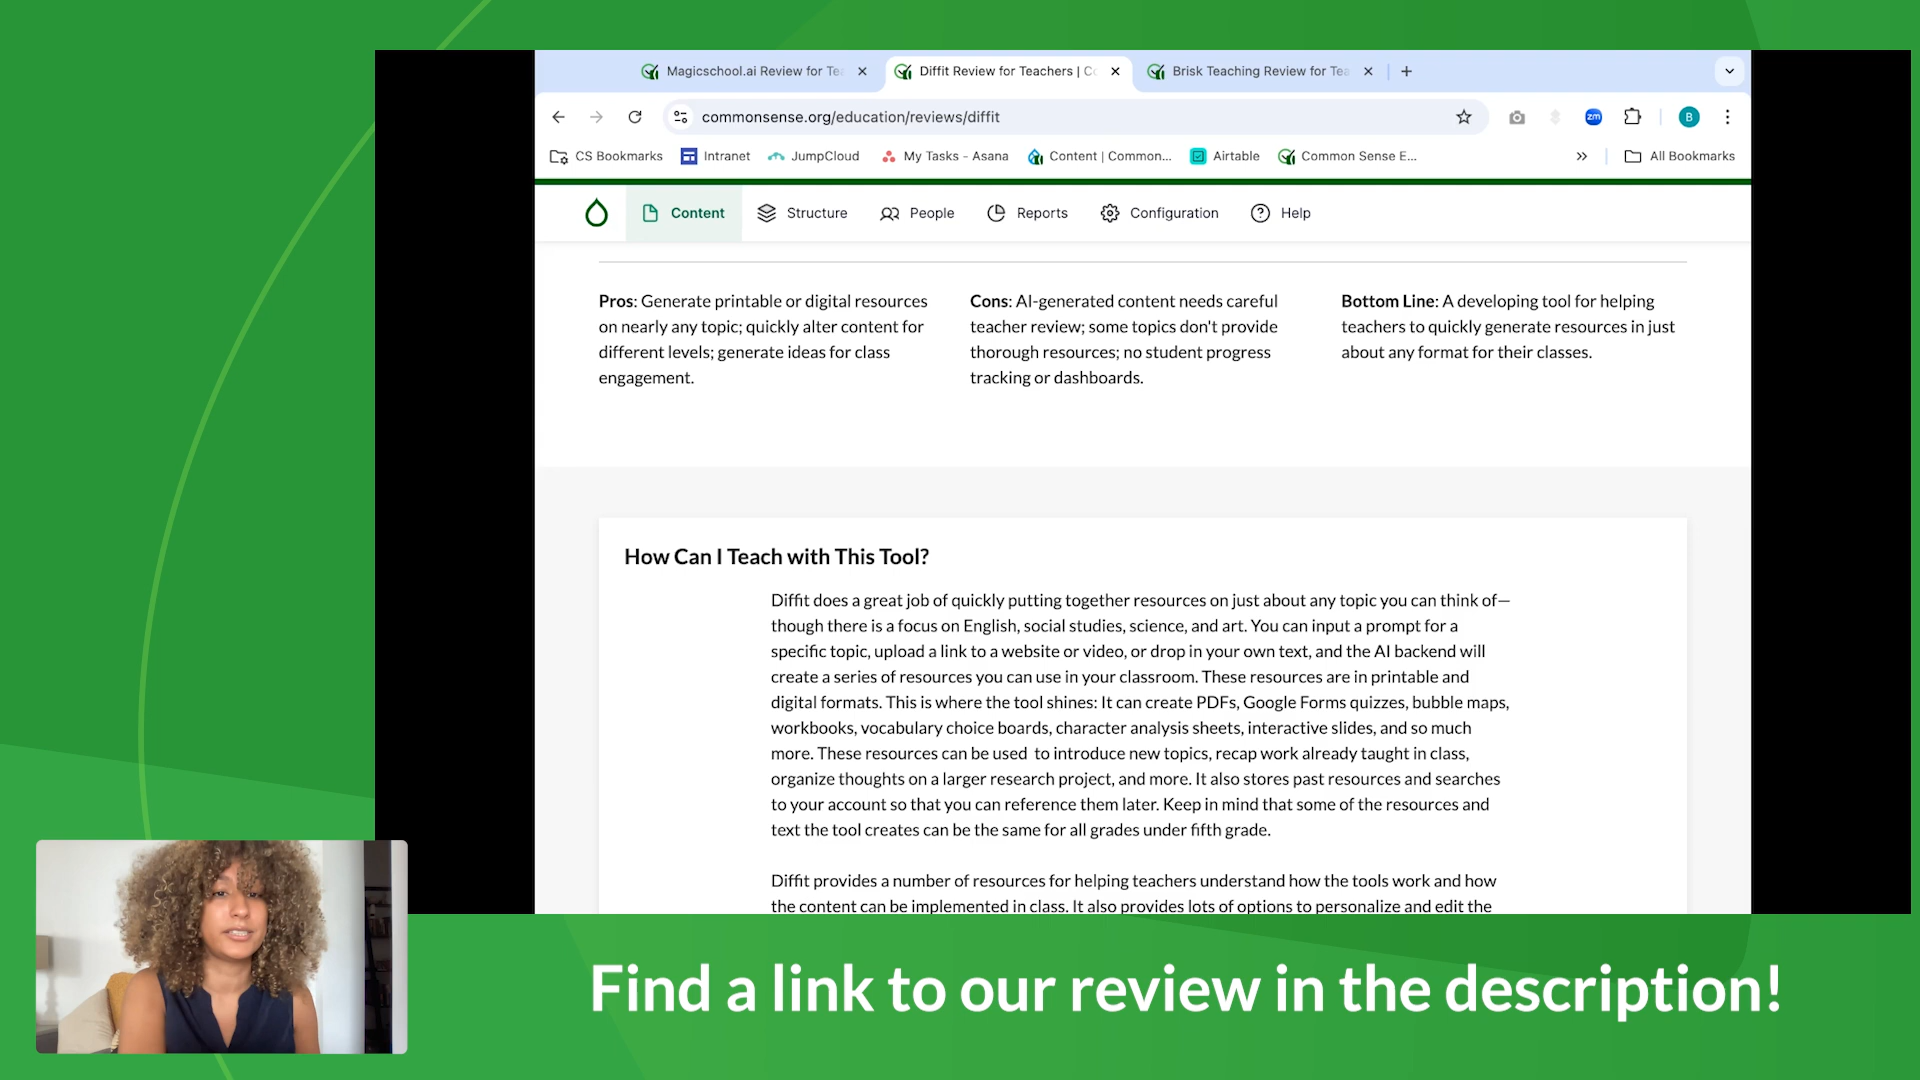 Magicschool.ai Review for Tea
Diffit Review for Teachers | Co
Brisk Teaching Review for Tea
commonsense.org/education/reviews/diffit
zm
B
CS Bookmarks
Intranet
JumpCloud
My Tasks - Asana
Content | Common...
Airtable
Common Sense E...
All Bookmarks
Content
Structure
People
Reports
Configuration
Help
Pros: Generate printable or digital resources
on nearly any topic; quickly alter content for
different levels; generate ideas for class
engagement.
Cons: AI-generated content needs careful
teacher review; some topics don't provide
thorough resources; no student progress
tracking or dashboards.
Bottom Line: A developing tool for helping
teachers to quickly generate resources in just
about any format for their classes.
How Can I Teach with This Tool?
Diffit does a great job of quickly putting together resources on just about any topic you can think of—
though there is a focus on English, social studies, science, and art. You can input a prompt for a
specific topic, upload a link to a website or video, or drop in your own text, and the AI backend will
create a series of resources you can use in your classroom. These resources are in printable and
digital formats. This is where the tool shines: It can create PDFs, Google Forms quizzes, bubble maps,
workbooks, vocabulary choice boards, character analysis sheets, interactive slides, and so much
more. These resources can be used to introduce new topics, recap work already taught in class,
organize thoughts on a larger research project, and more. It also stores past resources and searches
to your account so that you can reference them later. Keep in mind that some of the resources and
text the tool creates can be the same for all grades under fifth grade.
Diffit provides a number of resources for helping teachers understand how the tools work and how
the content can be implemented in class. It also provides lots of options to personalize and edit the
Find a link to our review in the description!